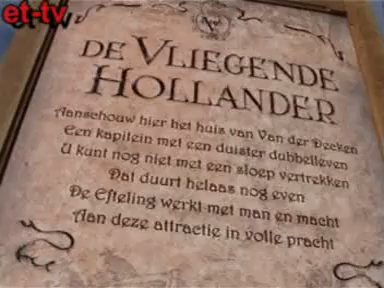 et-tv
DE VLIEGENDE
HOLLANDER
Aanschouw hier het huis van Van der Decken
Een kapitein met een duister dubbelleven
U kunt nog niet met een sloep vertrekken
Dat duurt helaas nog even
De Efteling werkt met man en macht
Aan deze attractie in volle pracht